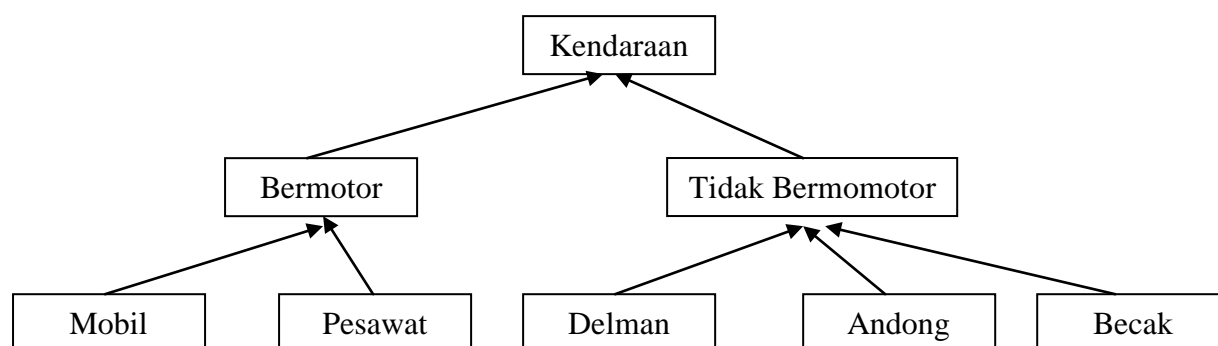 Kendaraan
Bermotor
Tidak Bermomotor
Mobil
Pesawat
Delman
Andong
Becak